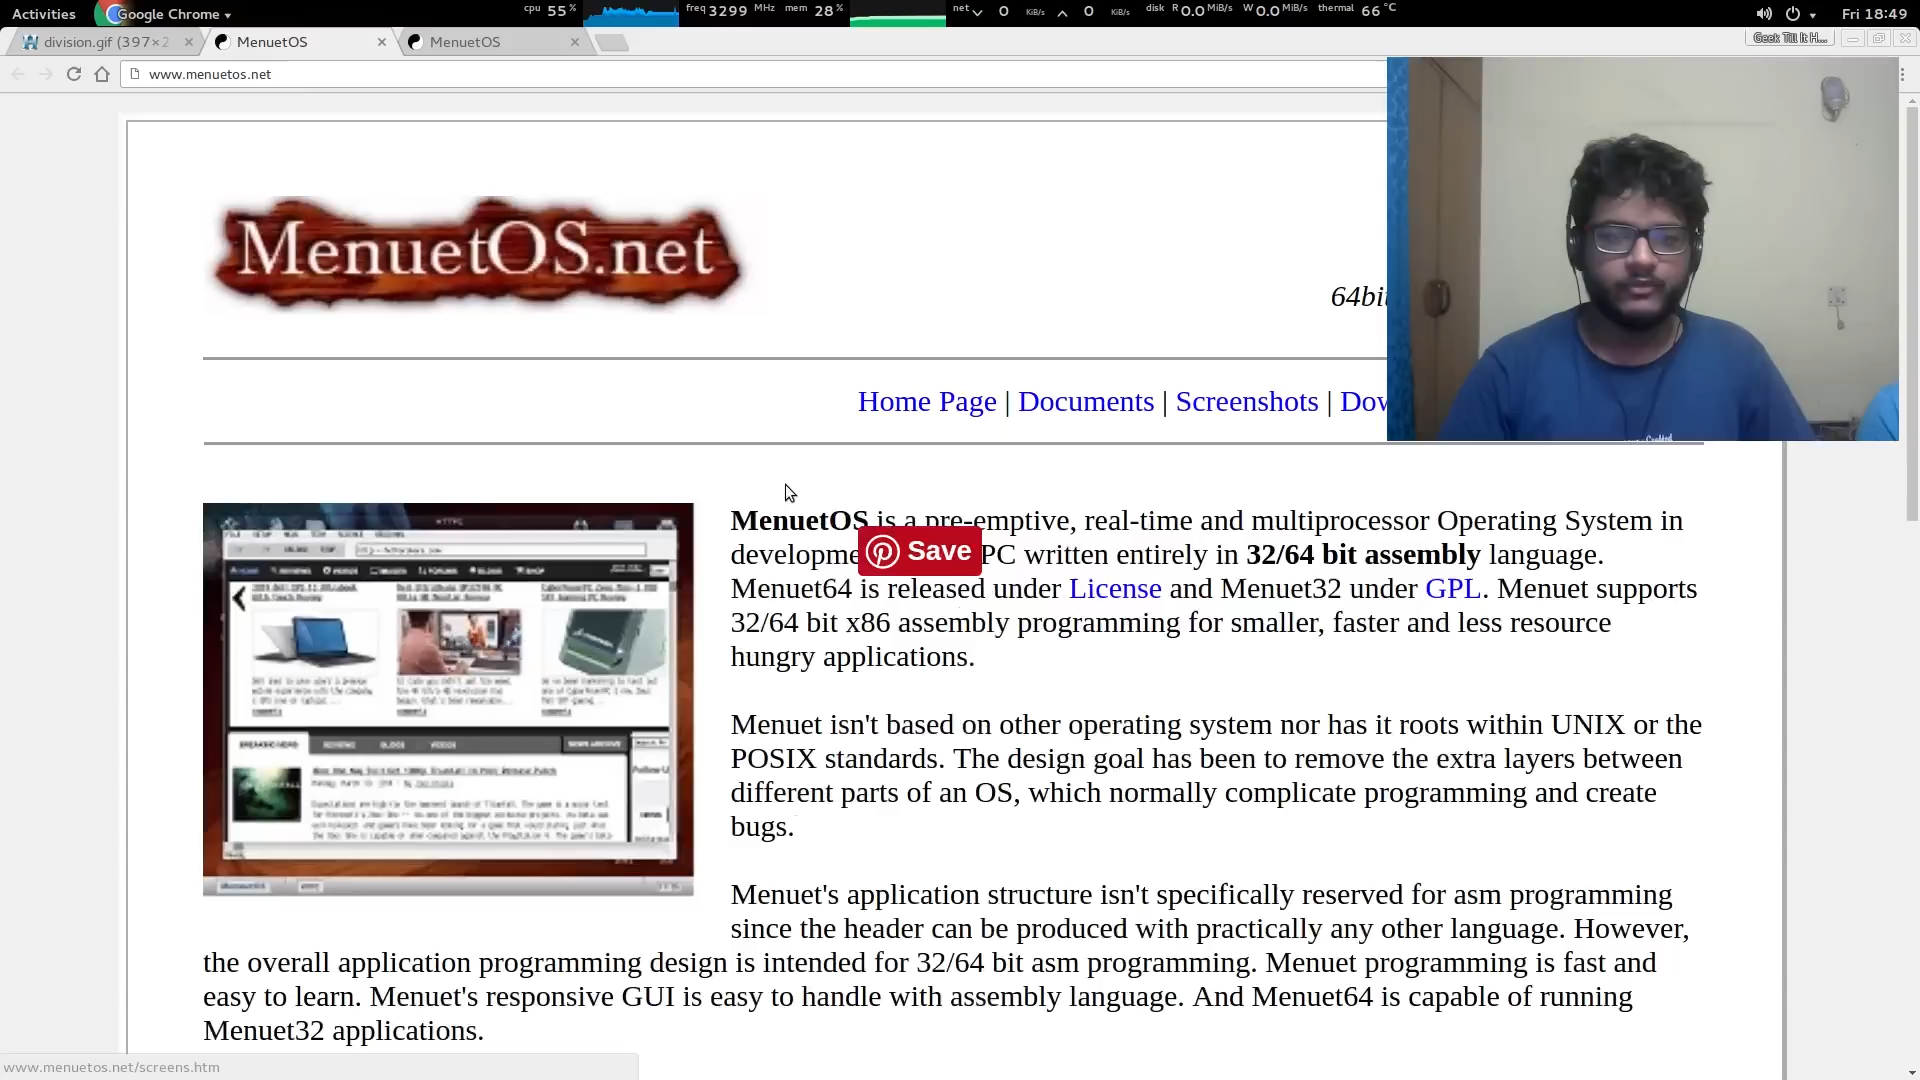 Activities Google Chrome cpu 55 % freq 3299 MHz mem 28 % net 0 KiB/s 0 KiB/s disk R 0.0 MiB/s W 0.0 MiB/s thermal 66 °C Fri 18:49
division.gif (397×2 MenuetOS MenuetOS Geek Till It H...
www.menuetos.net
MenuetOS.net
64bit
Home Page | Documents | Screenshots | Dow
MenuetOS is a pre-emptive, real-time and multiprocessor Operating System in
developme Save PC written entirely in 32/64 bit assembly language.
Menuet64 is released under License and Menuet32 under GPL. Menuet supports
32/64 bit x86 assembly programming for smaller, faster and less resource
hungry applications.
Menuet isn't based on other operating system nor has it roots within UNIX or the
POSIX standards. The design goal has been to remove the extra layers between
different parts of an OS, which normally complicate programming and create
bugs.
Menuet's application structure isn't specifically reserved for asm programming
since the header can be produced with practically any other language. However,
the overall application programming design is intended for 32/64 bit asm programming. Menuet programming is fast and
easy to learn. Menuet's responsive GUI is easy to handle with assembly language. And Menuet64 is capable of running
Menuet32 applications.
www.menuetos.net/screens.htm